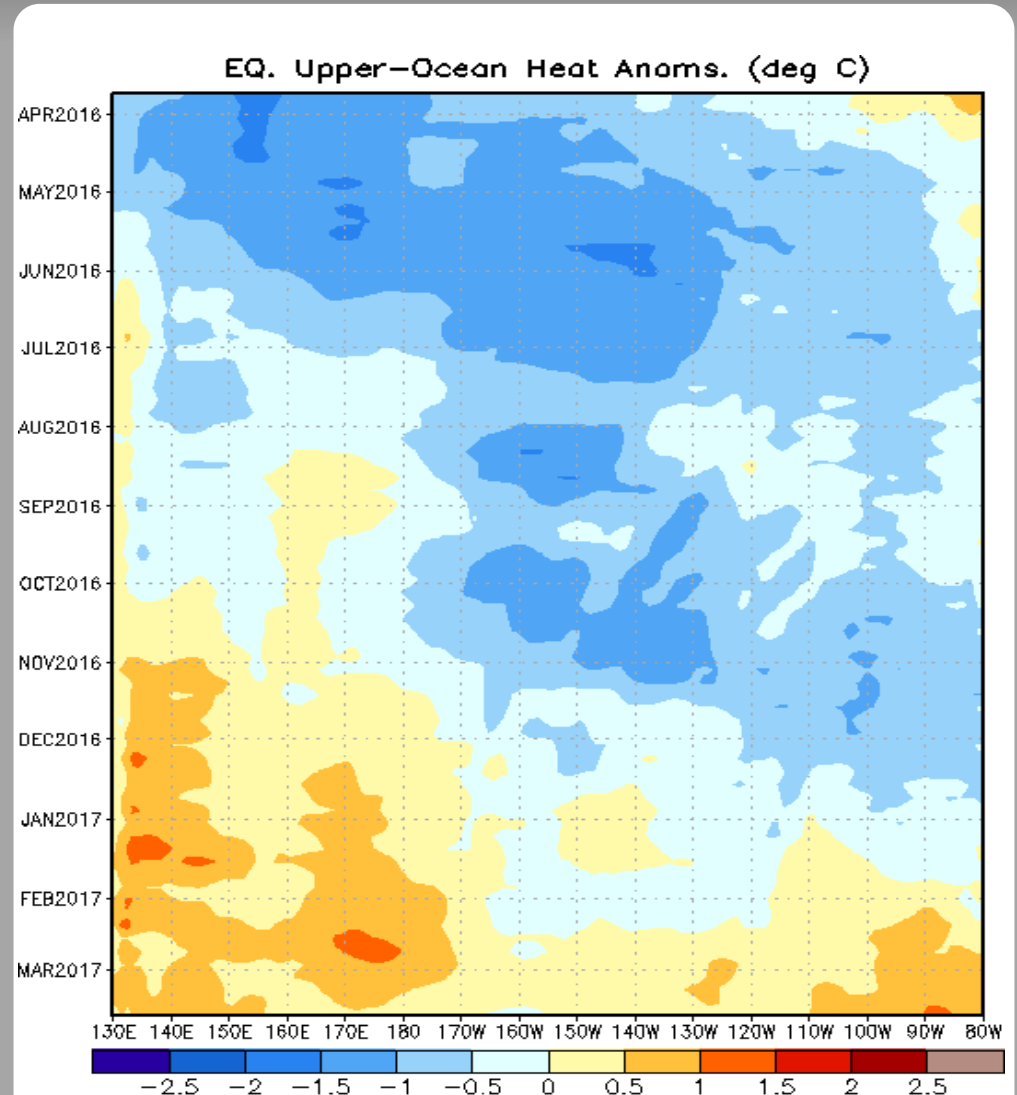 EQ. Upper-Ocean Heat Anoms. (deg C)
APR2016
MAY2016
JUN2016
JUL2016
AUG2016
SEP2016
OCT2016
NOV2016
DEC2016
JAN2017
FEB2017
MAR2017
130E 140E 150E 160E 170E 180 170W 160W 150W 140W 130W 120W 110W 100W 90W 80W
-2.5 -2 -1.5 -1 -0.5 0 0.5 1 1.5 2 2.5